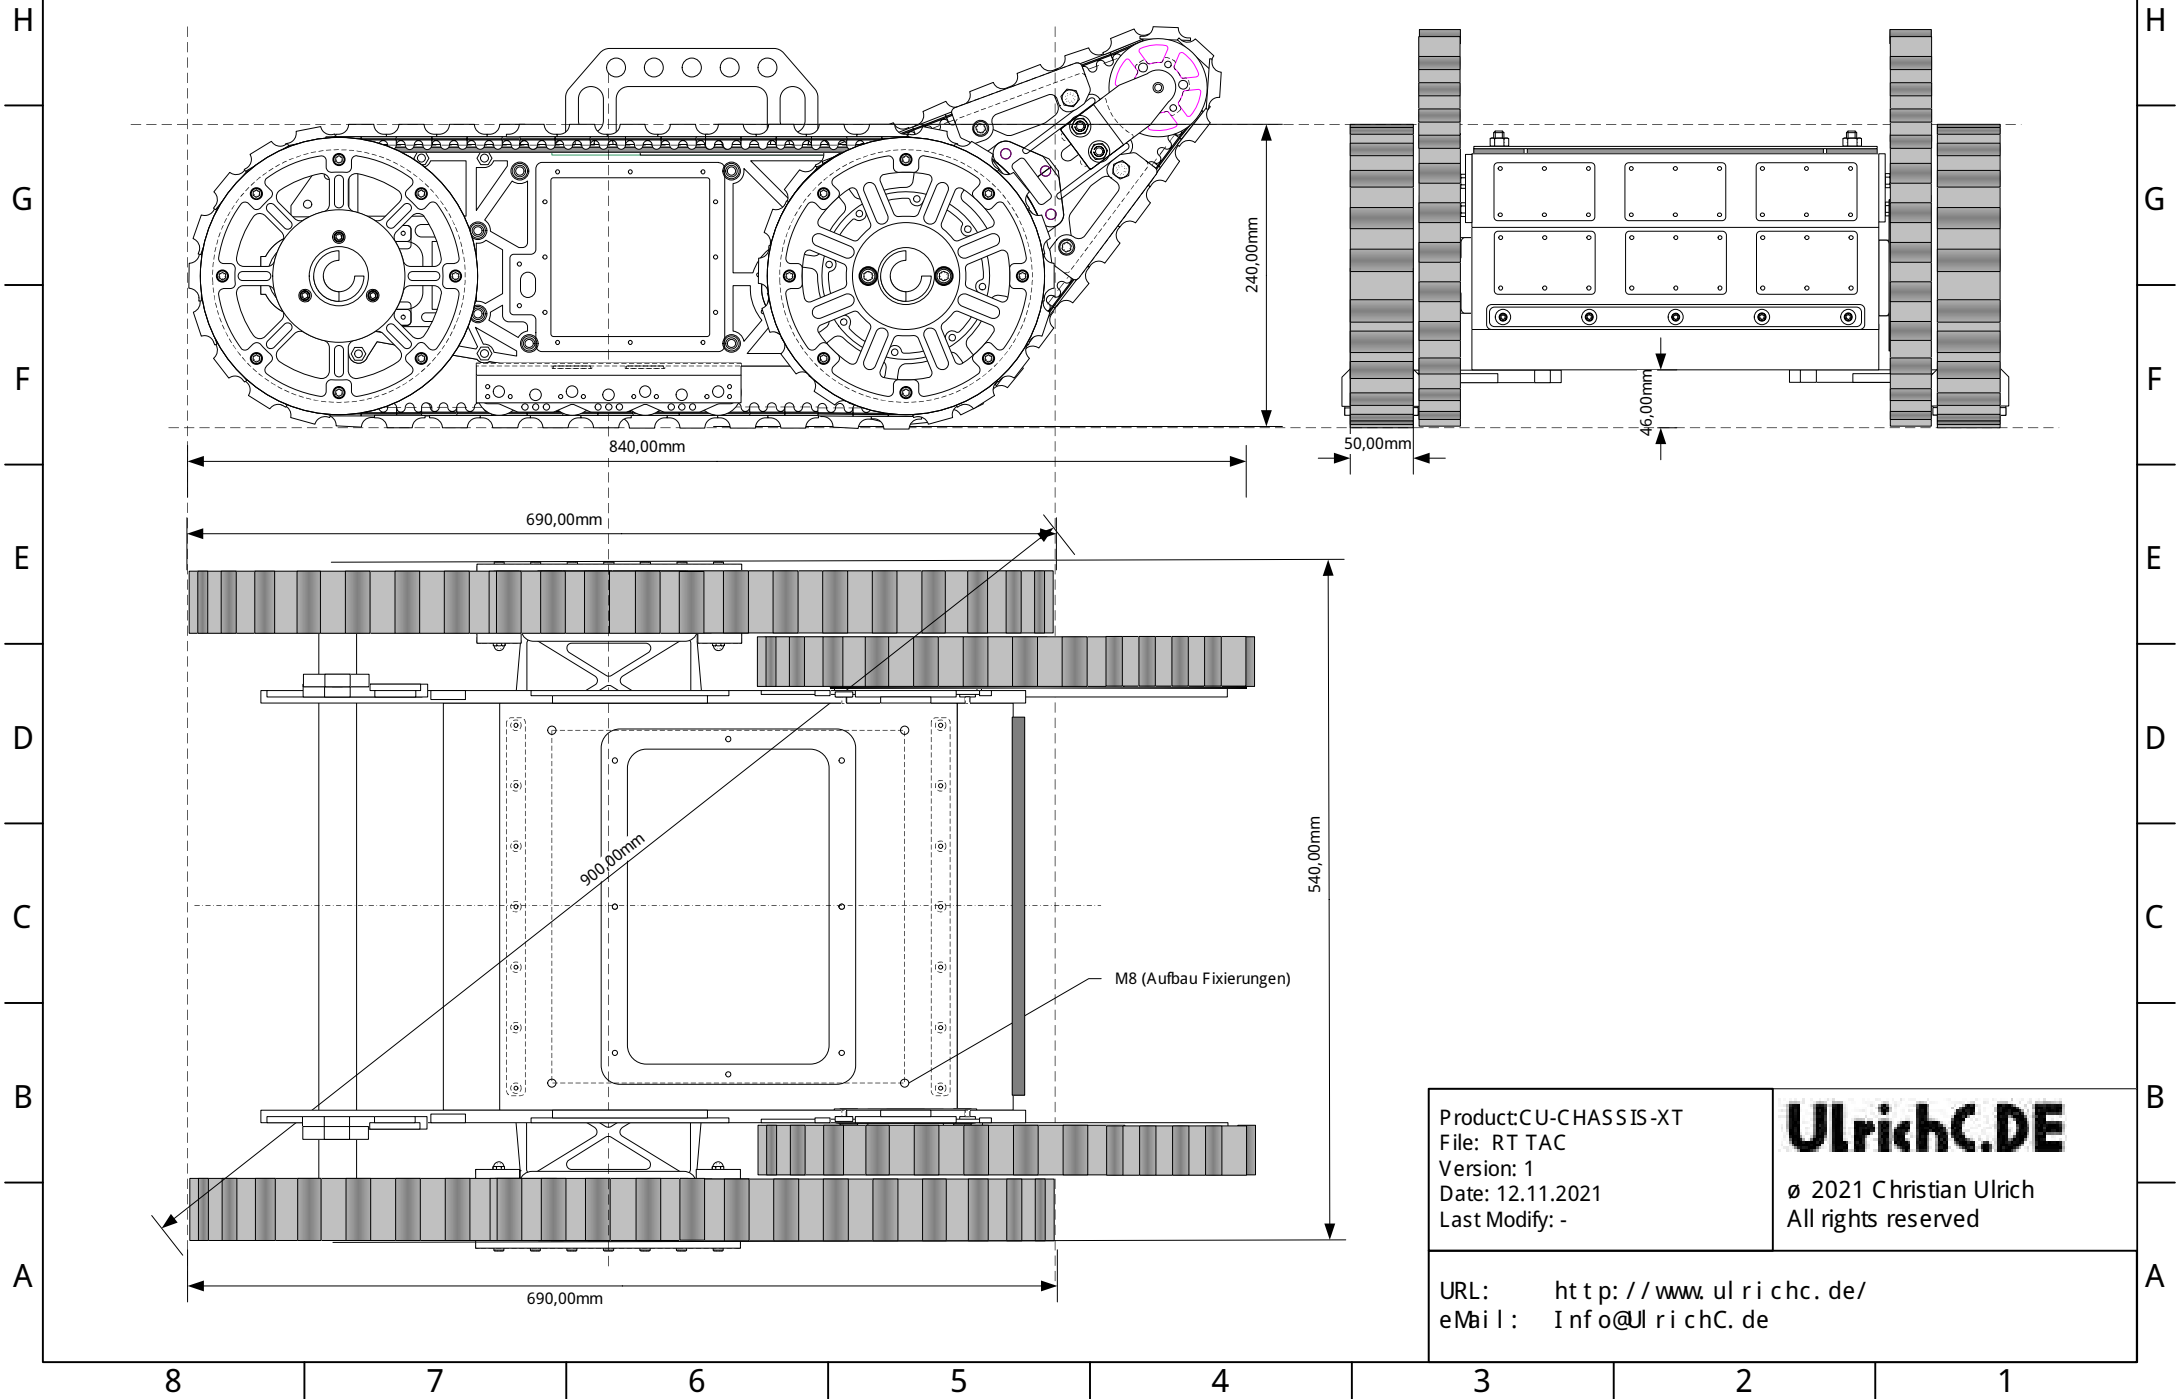 H
H
G
G
240,00mm
F
F
46,00mm
50,00mm
840,00mm
690,00mm
E
E
D
D
900,00mm
540,00mm
C
C
M8 (Aufbau Fixierungen)
B
B
Product:CU-CHASSIS-XT
File: RT TAC
Version: 1
Date: 12.11.2021
Last Modify: -
UlrichC.DE
ø 2021 Christian Ulrich
All rights reserved
A
A
URL: http://www.ulrichc.de/
eMail: Info@UlrichC.de
690,00mm
8 7 6 5 4 3 2 1